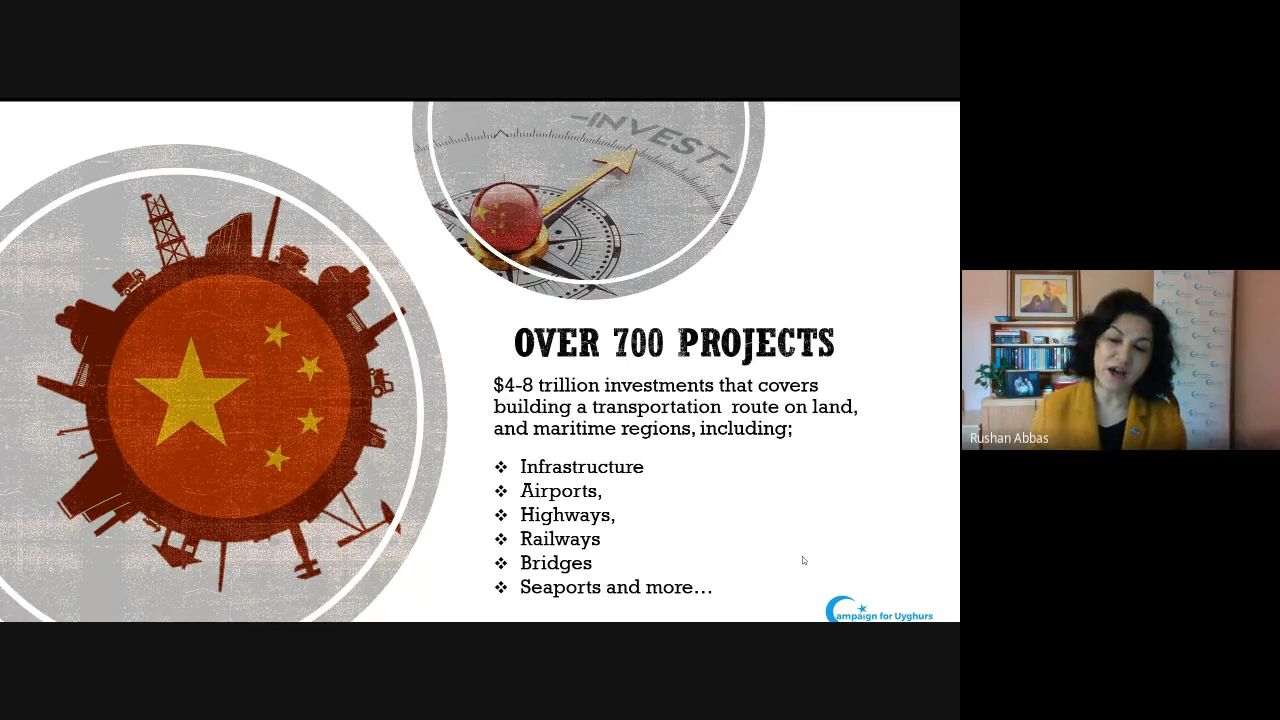 -INVEST-
OVER 700 PROJECTS
$4-8 trillion investments that covers
building a transportation route on land,
and maritime regions, including;
❖ Infrastructure
❖ Airports,
❖ Highways,
❖ Railways
❖ Bridges
❖ Seaports and more…
Campaign for Uyghurs
Rushan Abbas